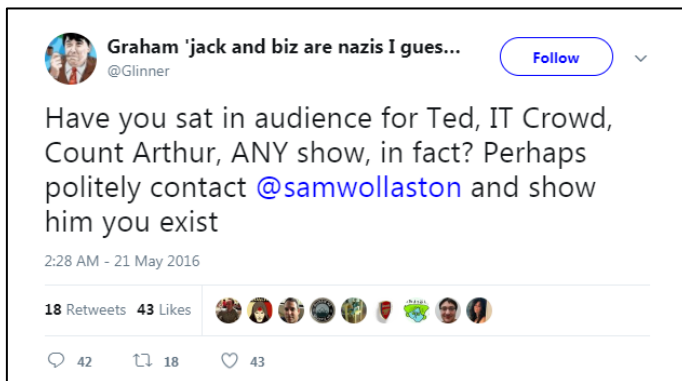 Graham 'jack and biz are nazis I gues...
@Glinner
Follow
Have you sat in audience for Ted, IT Crowd,
Count Arthur, ANY show, in fact? Perhaps
politely contact @samwollaston and show
him you exist
2:28 AM - 21 May 2016
18 Retweets 43 Likes
42 18 43